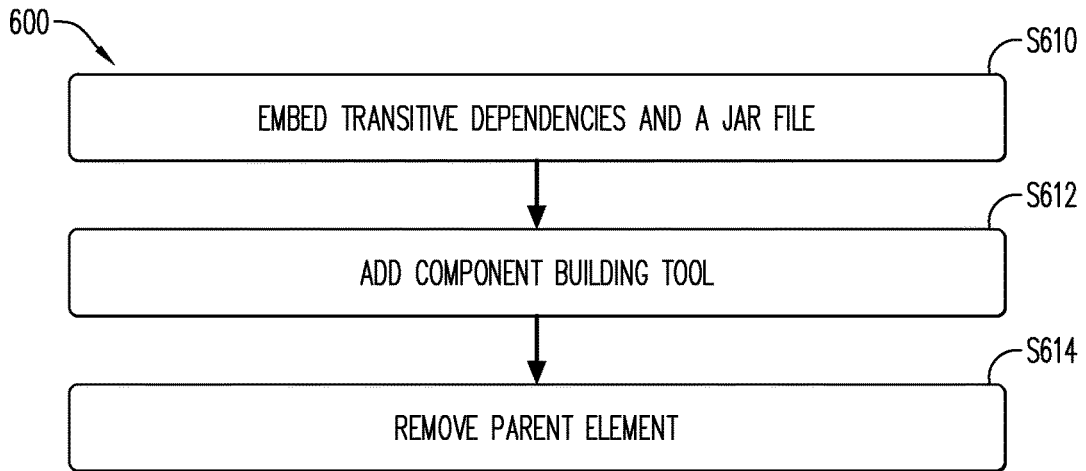 600
S610
EMBED TRANSITIVE DEPENDENCIES AND A JAR FILE
S612
ADD COMPONENT BUILDING TOOL
S614
REMOVE PARENT ELEMENT